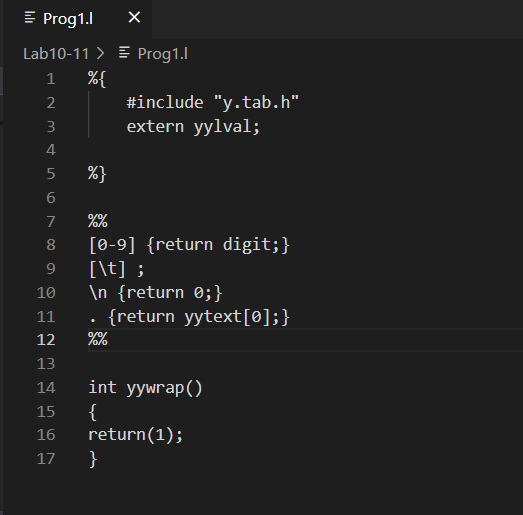 Prog1.l ×
Lab10-11 > Prog1.l
1 %{
2 #include "y.tab.h"
3 extern yylval;
4
5 %}
6
7 %%
8 [0-9] {return digit;}
9 [\t] ;
10 \n {return 0;}
11 . {return yytext[0];}
12 %%
13
14 int yywrap()
15 {
16 return(1);
17 }